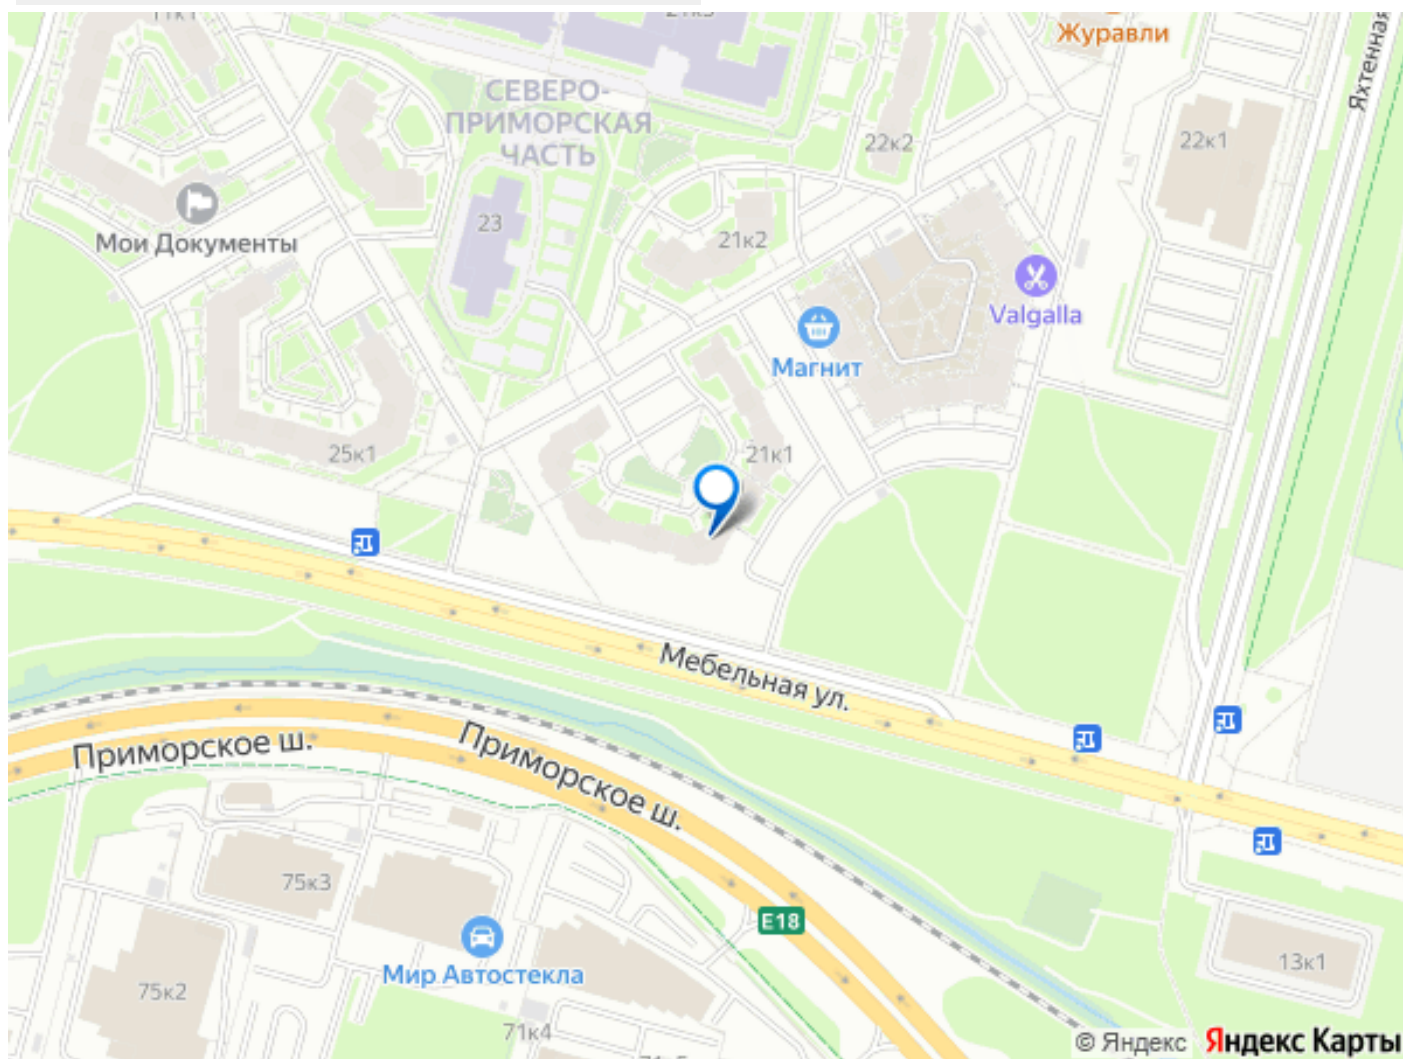 21к3
Журавли
Яхтенная
СЕВЕРО-
ПРИМОРСКАЯ
ЧАСТЬ
22к2
22к1
23
21к2
Мои Документы
Valgalla
Магнит
25к1
21к1
Мебельная ул.
Приморское ш.
Приморское ш.
75к3
E18
Мир Автостекла
13к1
75к2
71к4
© Яндекс
Яндекс Карты